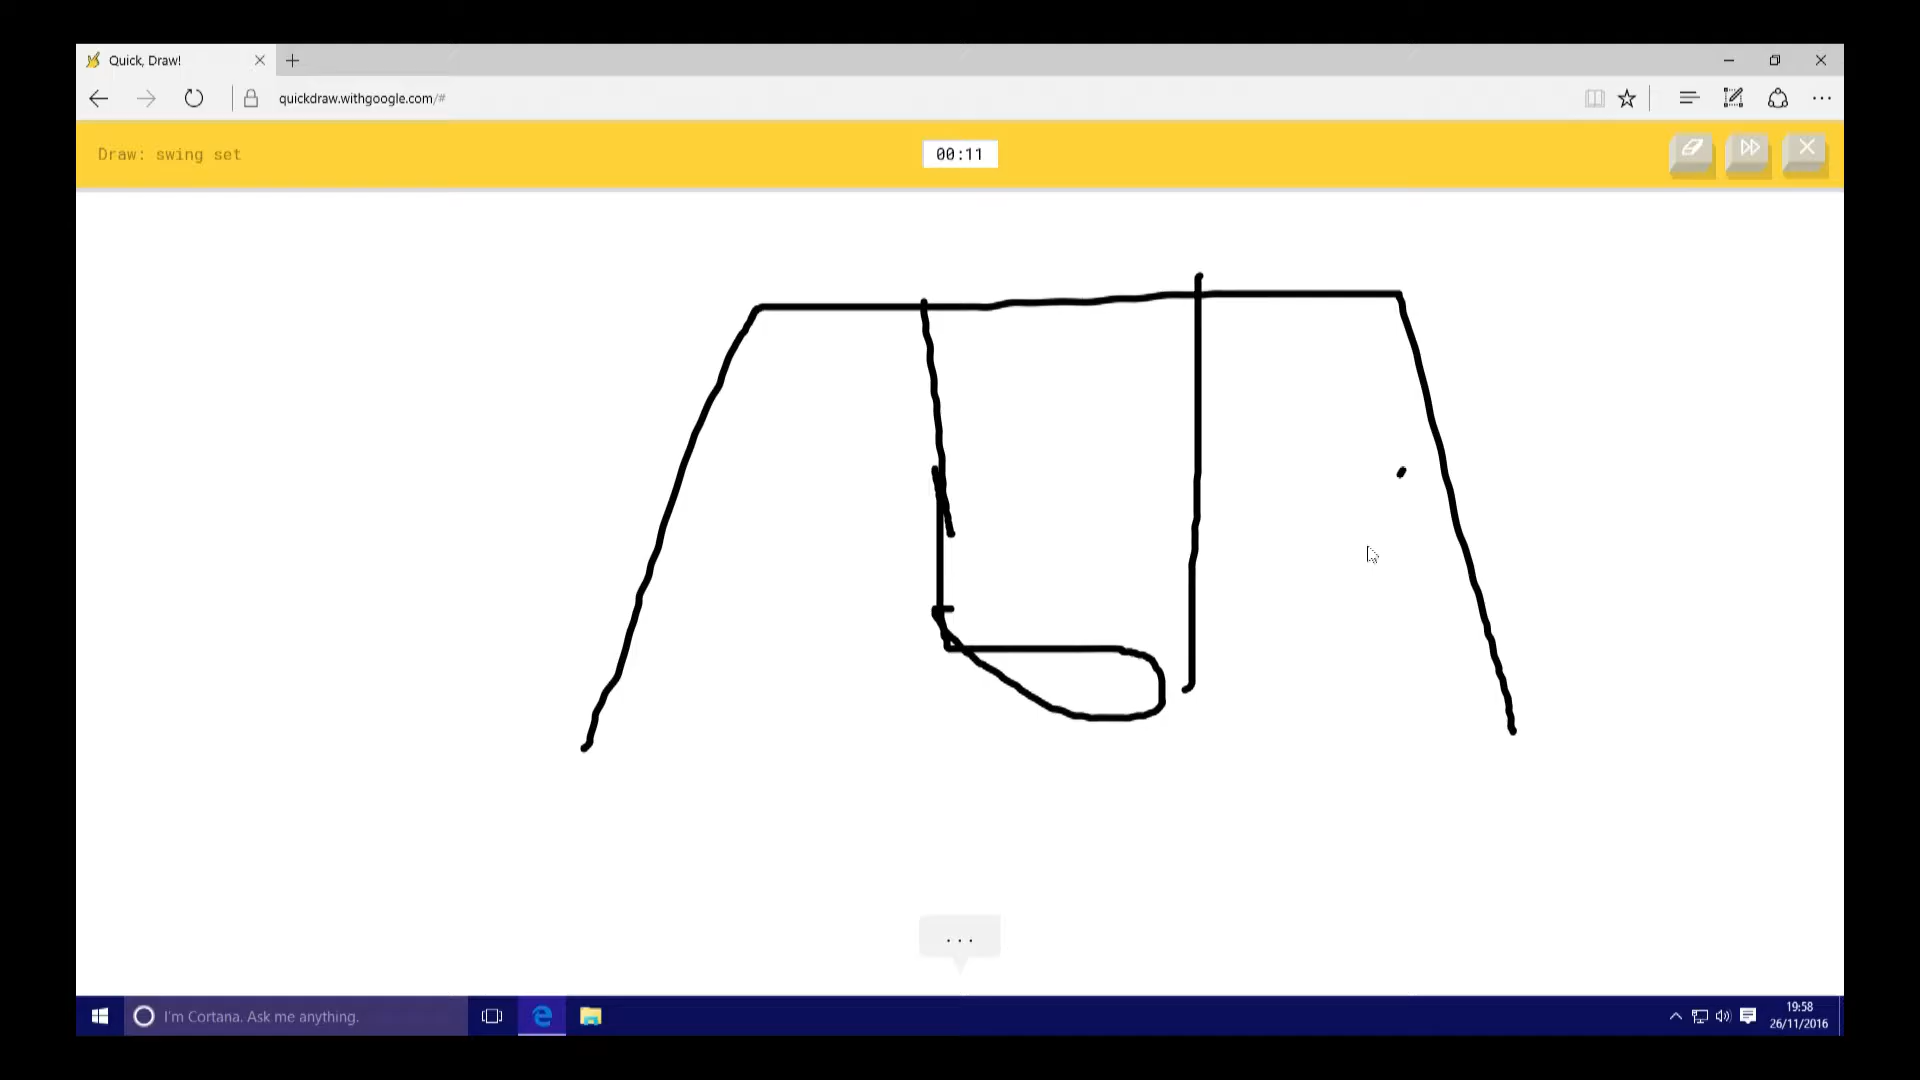 Quick, Draw!
quickdraw.withgoogle.com/#
Draw: swing set
00:11
...
I'm Cortana. Ask me anything.
19:58
26/11/2016